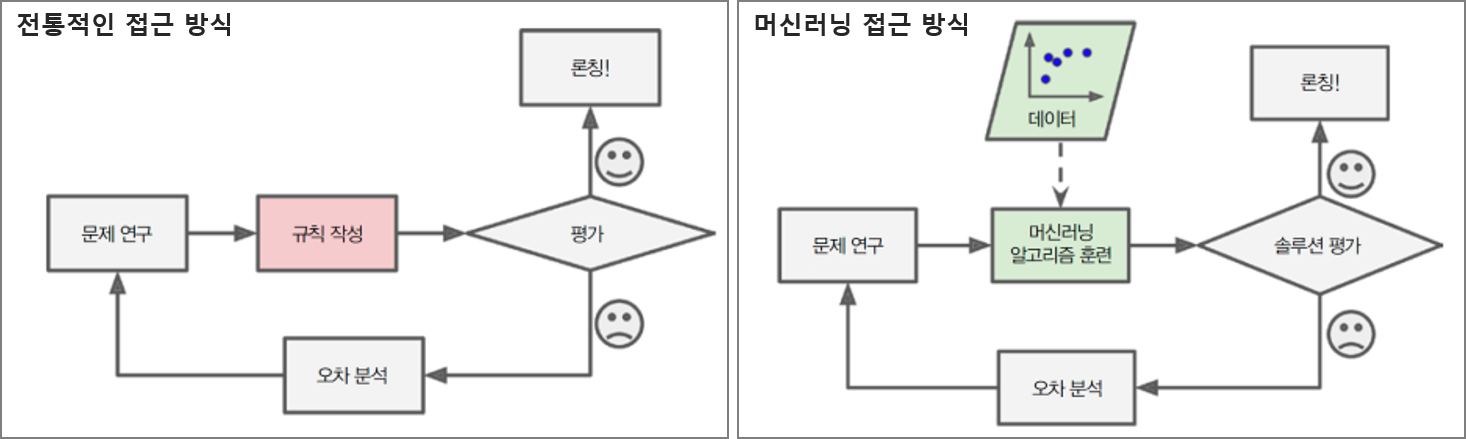 전통적인 접근 방식
론칭!
문제 연구
규칙 작성
평가
오차 분석
머신러닝 접근 방식
데이터
론칭!
문제 연구
머신러닝
알고리즘 훈련
솔루션 평가
오차 분석